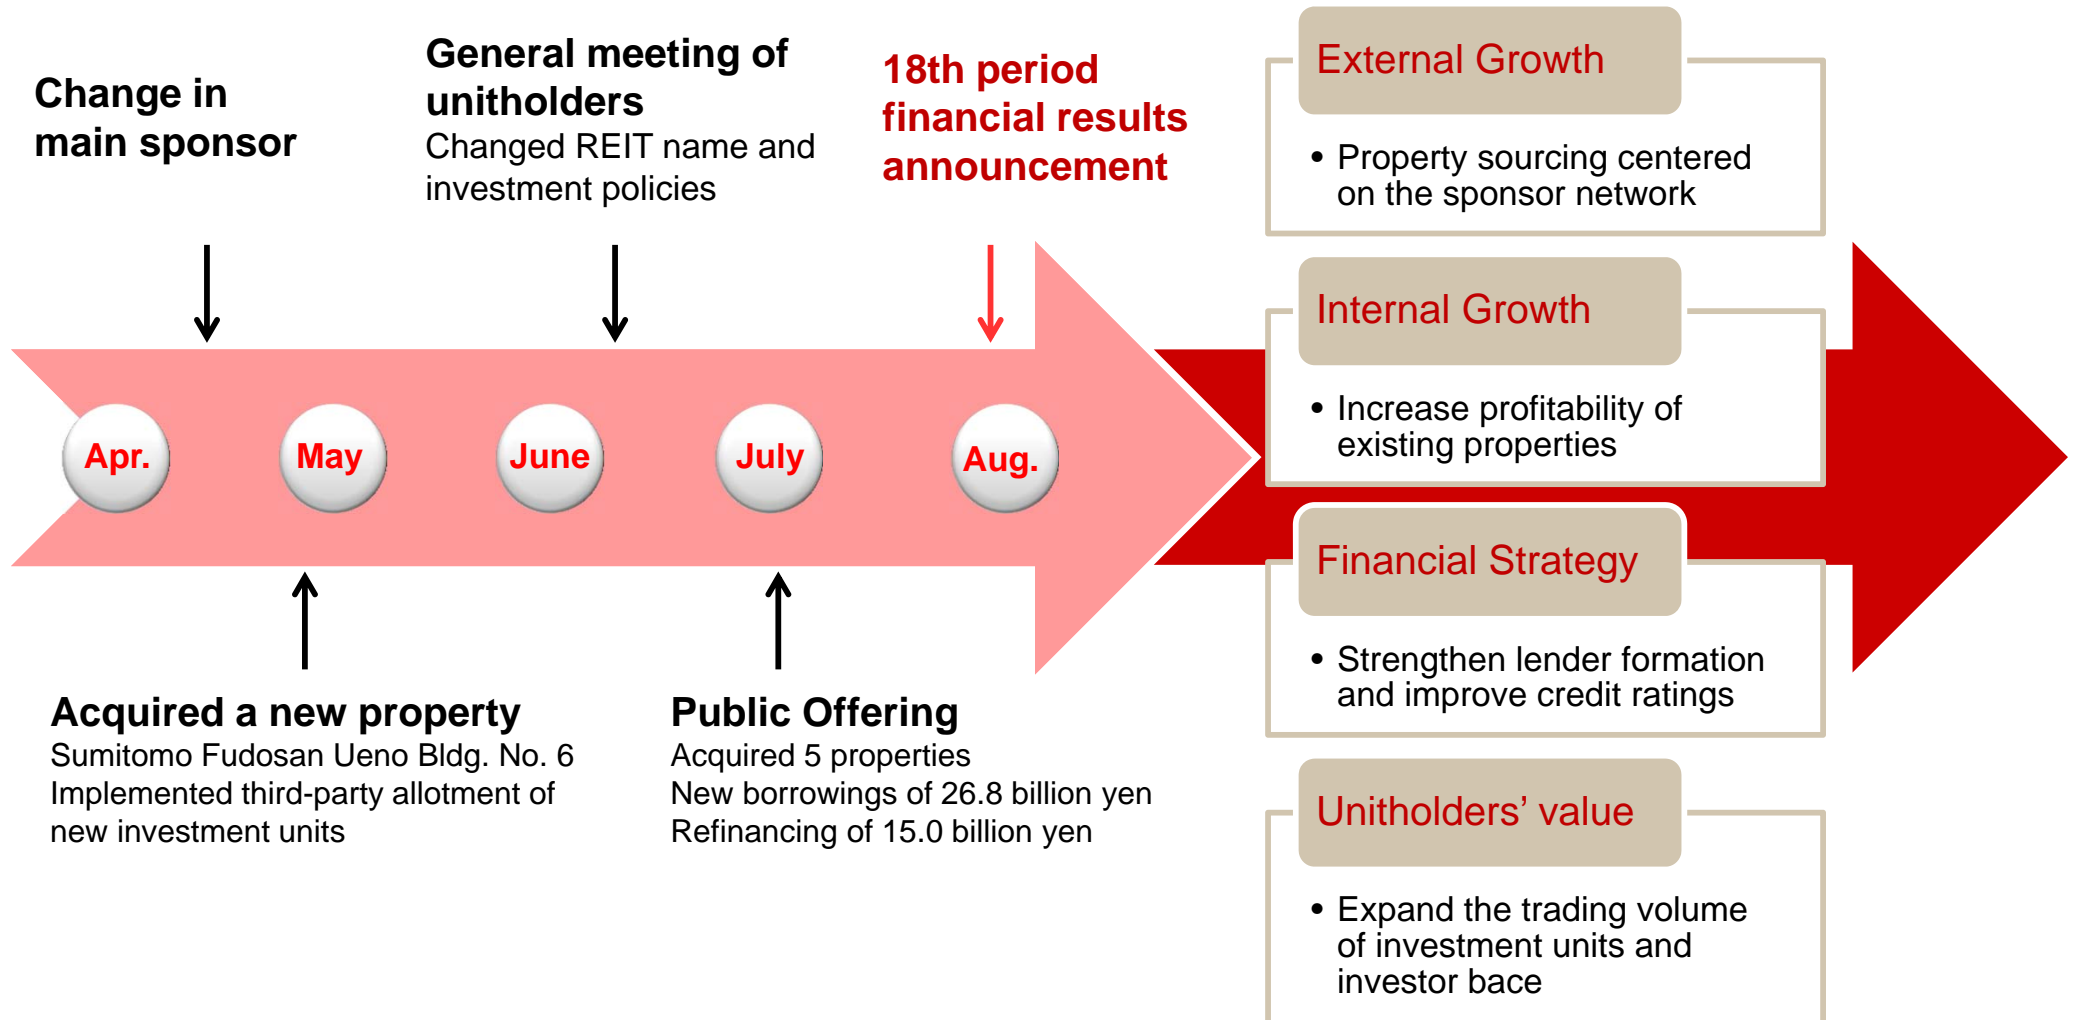 Change in
main sponsor
General meeting of
unitholders
Changed REIT name and
investment policies
18th period
financial results
announcement
Apr.
May
June
July
Aug.
Acquired a new property
Sumitomo Fudosan Ueno Bldg. No. 6
Implemented third-party allotment of
new investment units
Public Offering
Acquired 5 properties
New borrowings of 26.8 billion yen
Refinancing of 15.0 billion yen
External Growth
• Property sourcing centered
on the sponsor network
Internal Growth
• Increase profitability of
existing properties
Financial Strategy
• Strengthen lender formation
and improve credit ratings
Unitholders’ value
• Expand the trading volume
of investment units and
investor bace